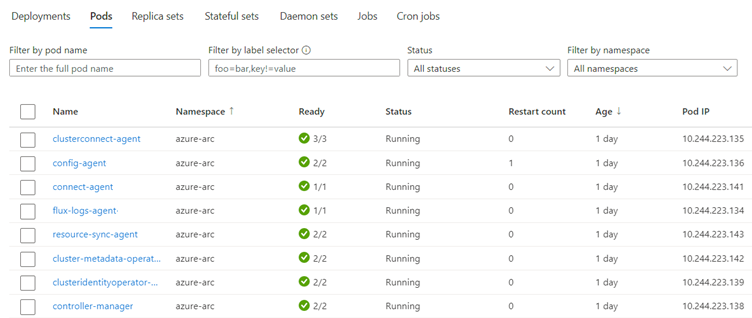 Deployments Pods Replica sets Stateful sets Daemon sets Jobs Cron jobs
Filter by pod name Filter by label selector Status Filter by namespace
Enter the full pod name foo=bar,key!=value All statuses All namespaces
Name Namespace ↑ Ready Status Restart count Age ↓ Pod IP
clusterconnect-agent azure-arc 3/3 Running 0 1 day 10.244.223.135
config-agent azure-arc 2/2 Running 1 1 day 10.244.223.136
connect-agent azure-arc 1/1 Running 0 1 day 10.244.223.141
flux-logs-agent azure-arc 1/1 Running 0 1 day 10.244.223.134
resource-sync-agent azure-arc 2/2 Running 0 1 day 10.244.223.143
cluster-metadata-operat... azure-arc 2/2 Running 0 1 day 10.244.223.142
clusteridentityoperator-... azure-arc 2/2 Running 0 1 day 10.244.223.139
controller-manager azure-arc 2/2 Running 0 1 day 10.244.223.138